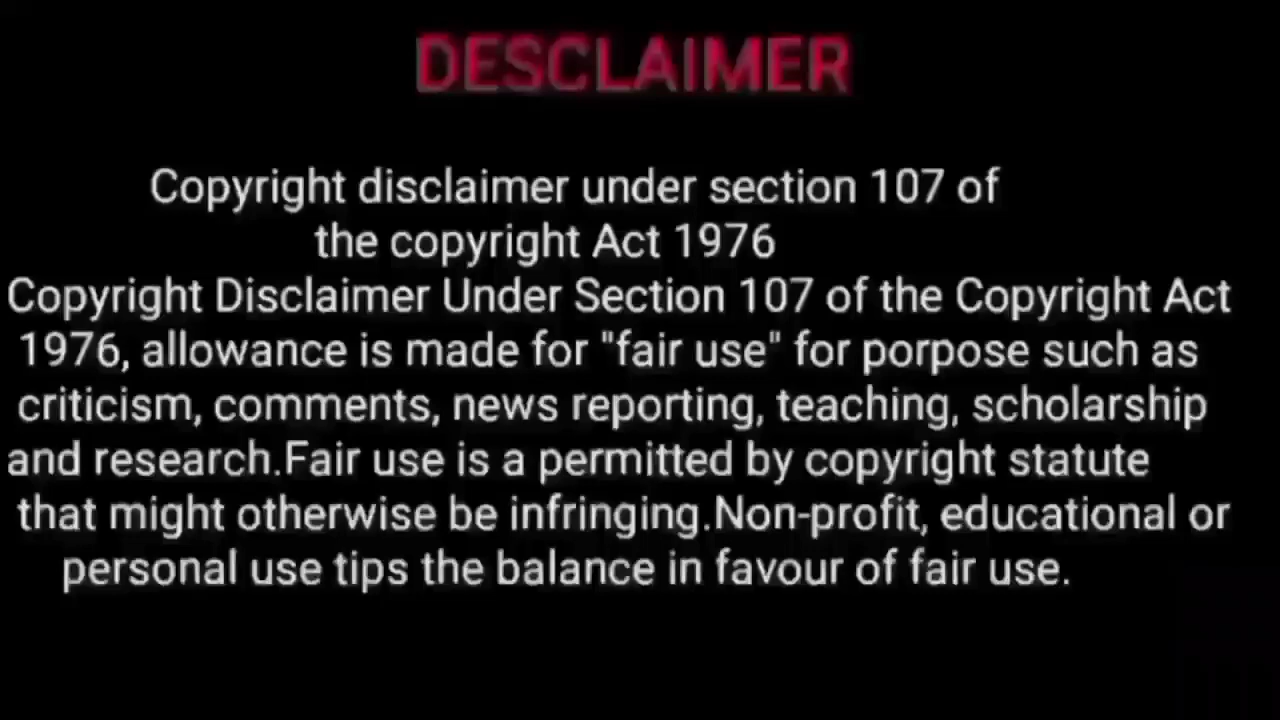 DESCLAIMER
Copyright disclaimer under section 107 of
the copyright Act 1976
Copyright Disclaimer Under Section 107 of the Copyright Act
1976, allowance is made for "fair use" for porpose such as
criticism, comments, news reporting, teaching, scholarship
and research.Fair use is a permitted by copyright statute
that might otherwise be infringing.Non-profit, educational or
personal use tips the balance in favour of fair use.